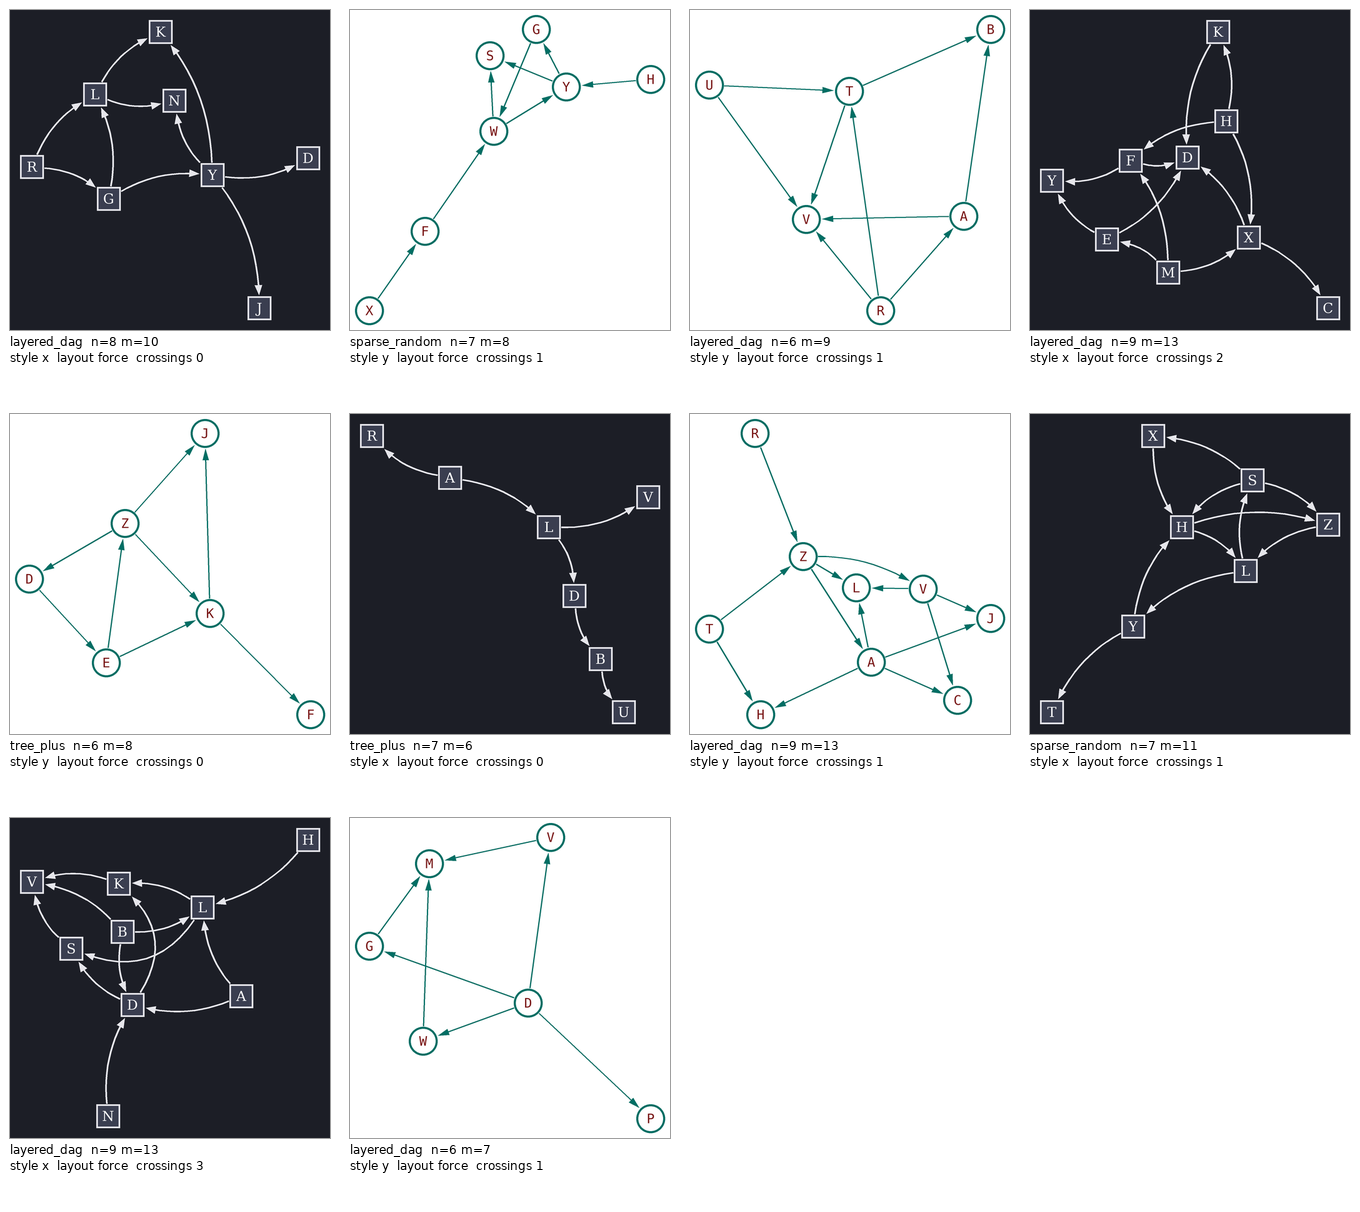 K
L
N
D
R
Y
G
J
layered_dag  n=8 m=10
style x  layout force  crossings 0
G
S
Y
H
W
F
X
sparse_random  n=7 m=8
style y  layout force  crossings 1
B
U
T
V
A
R
layered_dag  n=6 m=9
style y  layout force  crossings 1
K
H
F
D
Y
E
X
M
C
layered_dag  n=9 m=13
style x  layout force  crossings 2
J
Z
D
K
E
F
tree_plus  n=6 m=8
style y  layout force  crossings 0
R
A
V
L
D
B
U
tree_plus  n=7 m=6
style x  layout force  crossings 0
R
Z
L
V
J
T
A
C
H
layered_dag  n=9 m=13
style y  layout force  crossings 1
X
S
H
Z
L
Y
T
sparse_random  n=7 m=11
style x  layout force  crossings 1
H
V
K
L
B
S
A
D
N
layered_dag  n=9 m=13
style x  layout force  crossings 3
V
M
G
D
W
P
layered_dag  n=6 m=7
style y  layout force  crossings 1